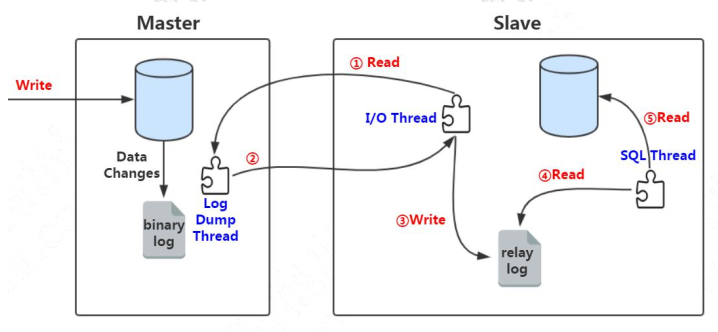 Master
Slave
Write
① Read
I/O Thread
⑤Read
Data
Changes
②
SQL Thread
④Read
Log
Dump
Thread
binary
log
③Write
relay
log